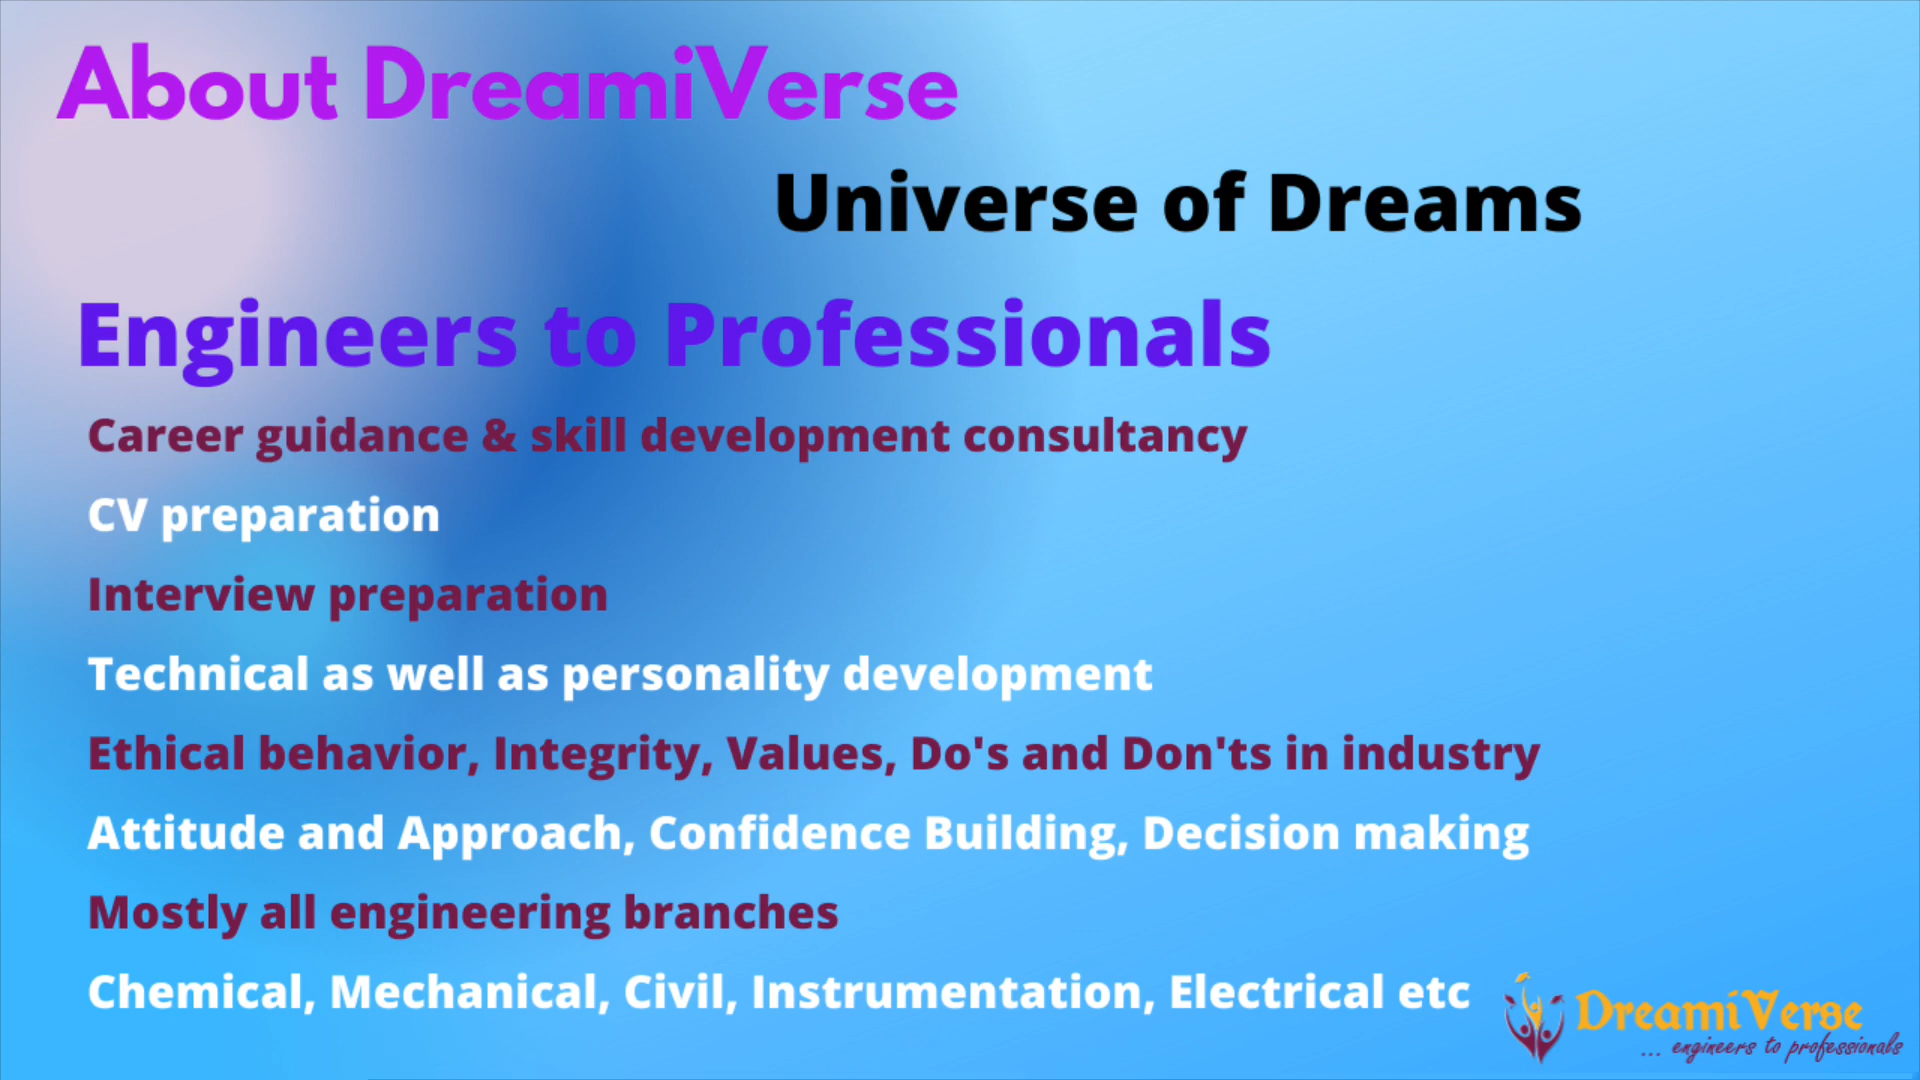 About DreamiVerse
Universe of Dreams
Engineers to Professionals
Career guidance & skill development consultancy
CV preparation
Interview preparation
Technical as well as personality development
Ethical behavior, Integrity, Values, Do's and Don'ts in industry
Attitude and Approach, Confidence Building, Decision making
Mostly all engineering branches
Chemical, Mechanical, Civil, Instrumentation, Electrical etc
DreamiVerse
... engineers to professionals